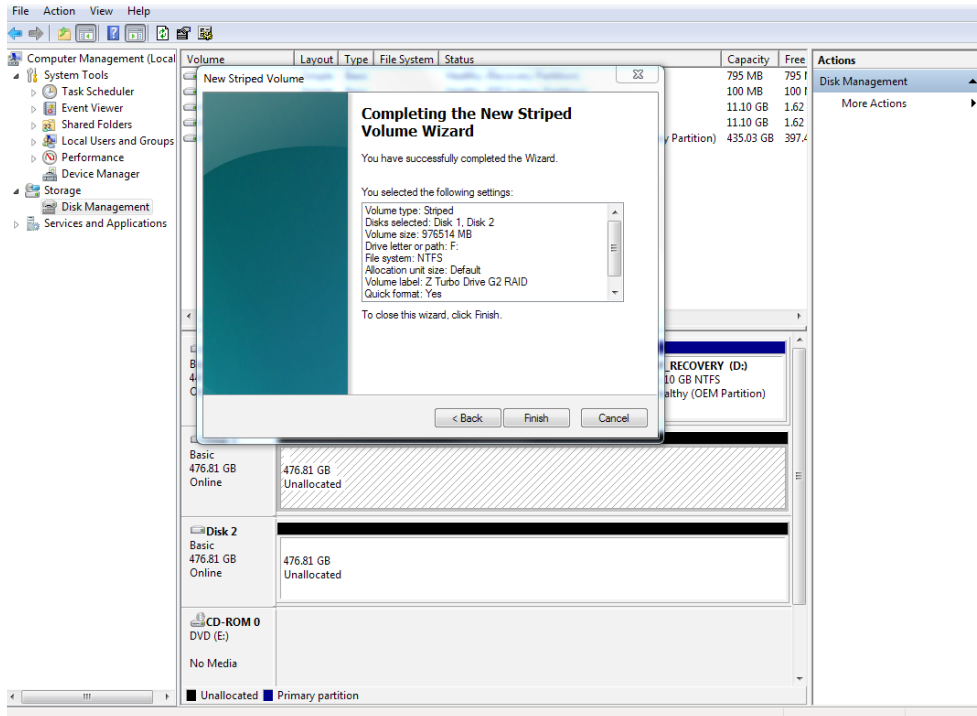 File Action View Help
Computer Management (Local
System Tools
Task Scheduler
Event Viewer
Shared Folders
Local Users and Groups
Performance
Device Manager
Storage
Disk Management
Services and Applications
Volume Layout Type File System Status Capacity Free
795 MB 795
100 MB 100
11.10 GB 1.62
11.10 GB 1.62
y Partition) 435.03 GB 397.4
Actions
Disk Management
More Actions
New Striped Volume
Completing the New Striped
Volume Wizard
You have successfully completed the Wizard.
You selected the following settings:
Volume type: Striped
Disks selected: Disk 1, Disk 2
Volume size: 976514 MB
Drive letter or path: F:
File system: NTFS
Allocation unit size: Default
Volume label: Z Turbo Drive G2 RAID
Quick format: Yes
To close this wizard, click Finish.
< Back Finish Cancel
_RECOVERY (D:)
10 GB NTFS
althy (OEM Partition)
Basic
476.81 GB
Online
476.81 GB
Unallocated
Disk 2
Basic
476.81 GB
Online
476.81 GB
Unallocated
CD-ROM 0
DVD (E:)
No Media
Unallocated Primary partition